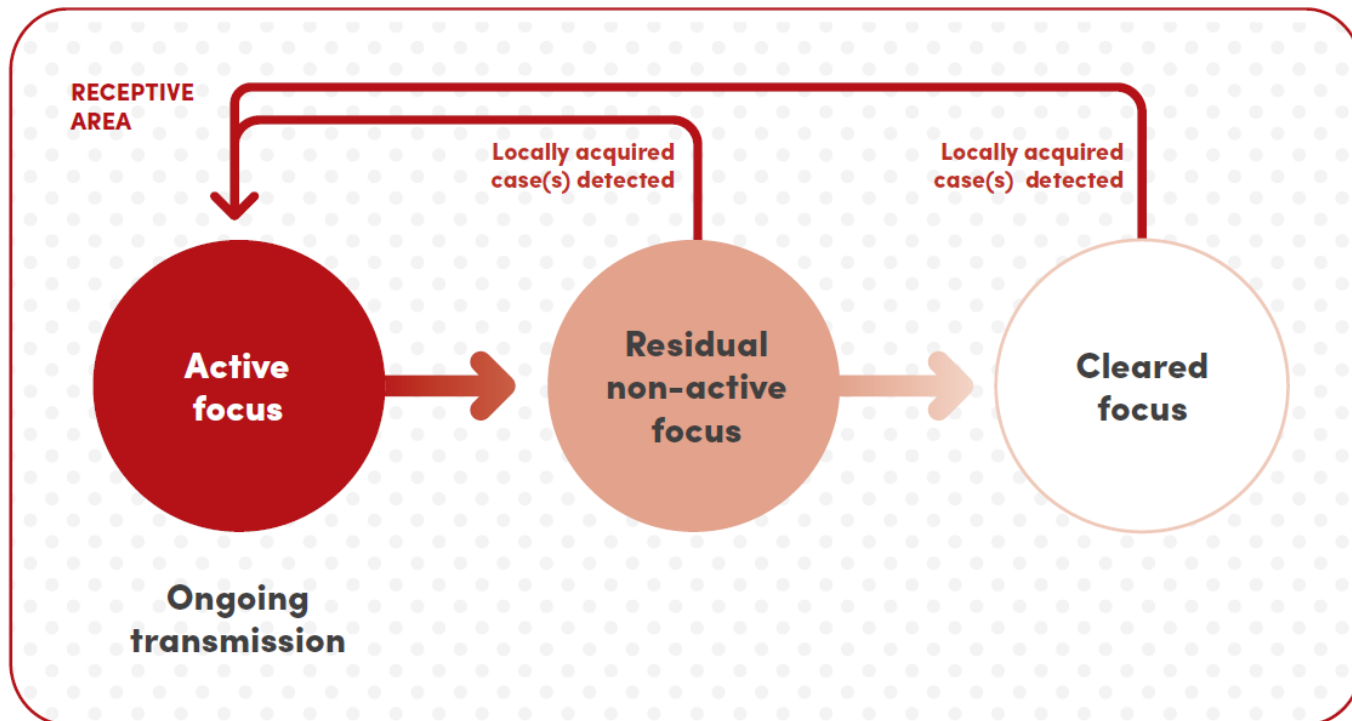 RECEPTIVE
AREA
Locally acquired
case(s) detected
Locally acquired
case(s) detected
Active
focus
Residual
non-active
focus
Cleared
focus
Ongoing
transmission